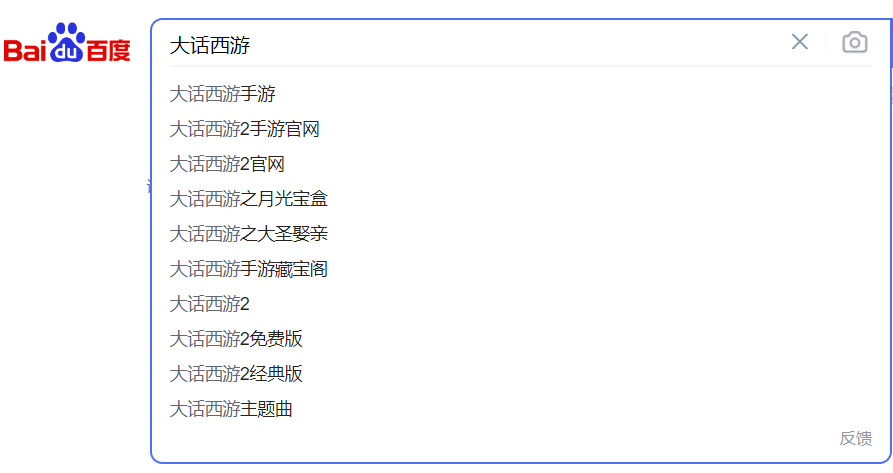 Bai du 百度
大话西游
大话西游手游
大话西游2手游官网
大话西游2官网
大话西游之月光宝盒
大话西游之大圣娶亲
大话西游手游藏宝阁
大话西游2
大话西游2免费版
大话西游2经典版
大话西游主题曲
反馈